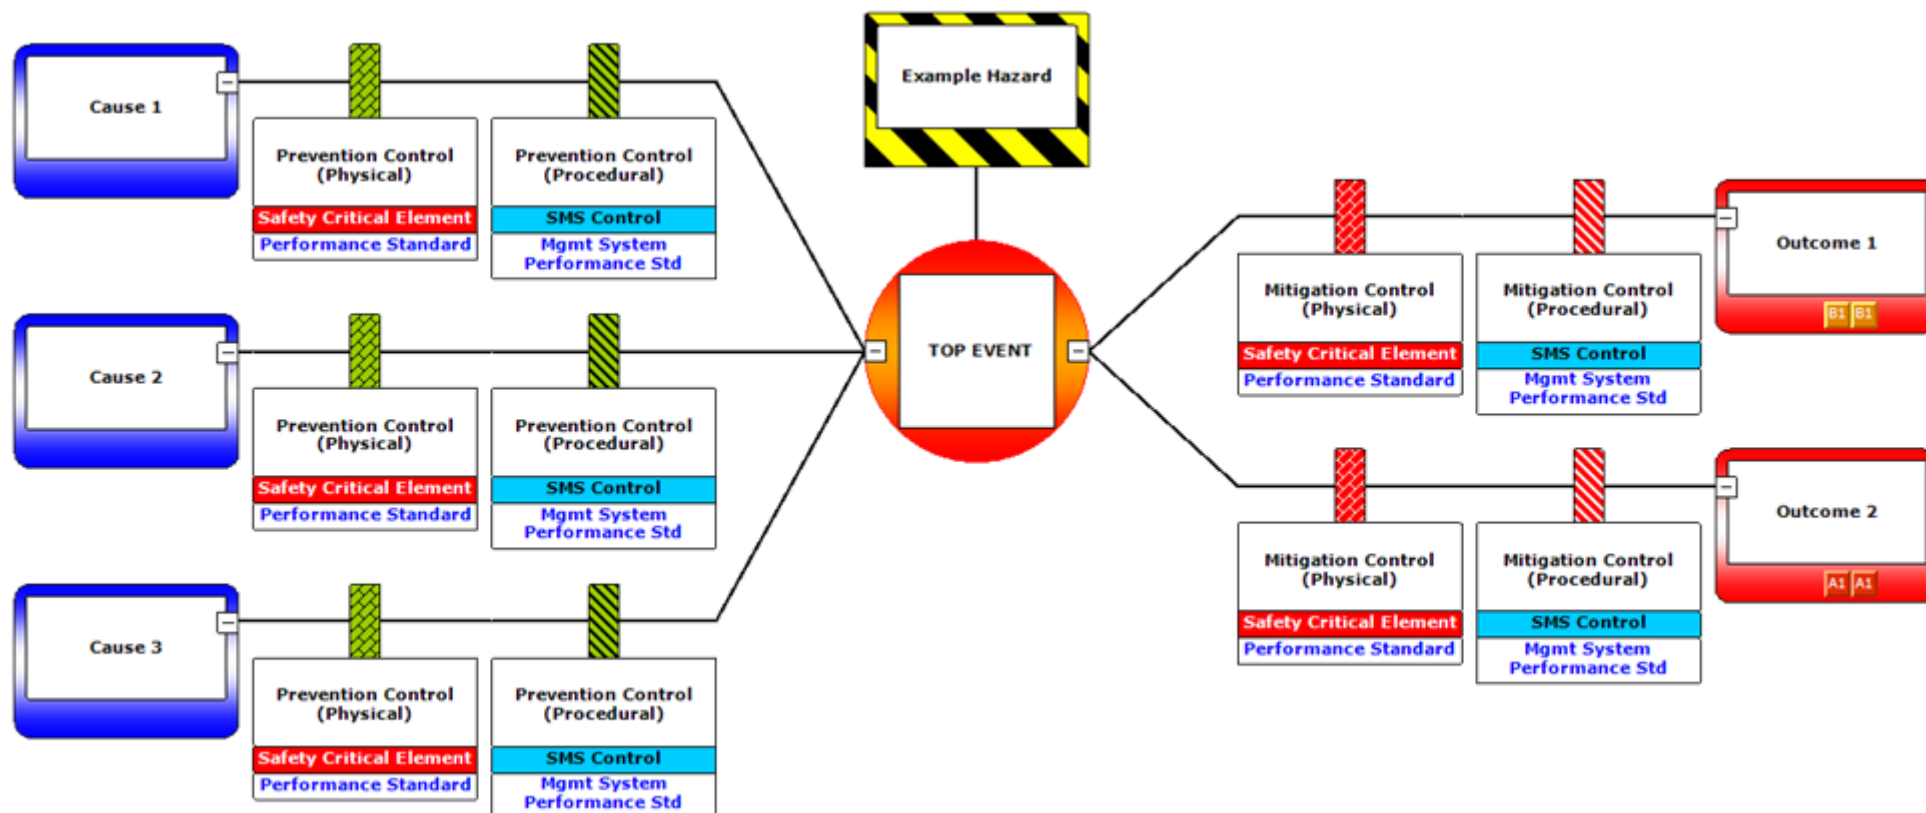 Example Hazard
Cause 1
Prevention Control
(Physical)
Safety Critical Element
Performance Standard
Prevention Control
(Procedural)
SMS Control
Mgmt System
Performance Std
Cause 2
Prevention Control
(Physical)
Safety Critical Element
Performance Standard
Prevention Control
(Procedural)
SMS Control
Mgmt System
Performance Std
Cause 3
Prevention Control
(Physical)
Safety Critical Element
Performance Standard
Prevention Control
(Procedural)
SMS Control
Mgmt System
Performance Std
TOP EVENT
Mitigation Control
(Physical)
Safety Critical Element
Performance Standard
Mitigation Control
(Procedural)
SMS Control
Mgmt System
Performance Std
Outcome 1
B1 B1
Mitigation Control
(Physical)
Safety Critical Element
Performance Standard
Mitigation Control
(Procedural)
SMS Control
Mgmt System
Performance Std
Outcome 2
A1 A1